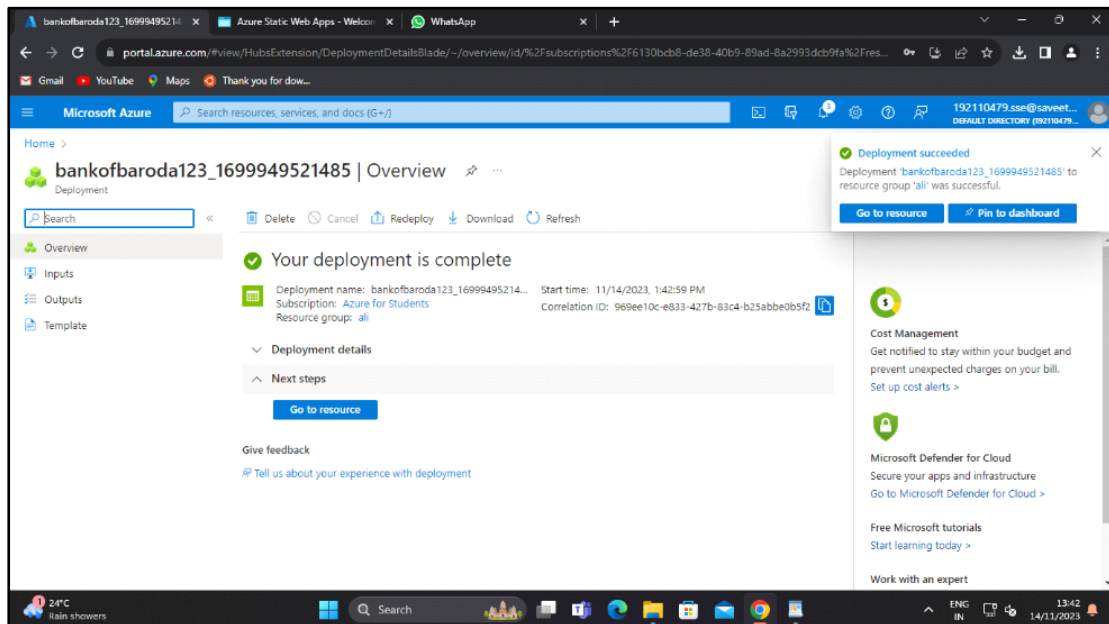 bankofbaroda123_16999495214
Azure Static Web Apps - Welcon
WhatsApp
portal.azure.com/#view/HubsExtension/DeploymentDetailsBlade/~/overview/id/%2Fsubscriptions%2F6130bcb8-de38-40b9-89ad-8a2993dcb9fa%2Fres...
Gmail
YouTube
Maps
Thank you for dow...
Microsoft Azure
Search resources, services, and docs (G+/)
3
192110479.sse@saveet...
DEFAULT DIRECTORY (192110479...
Home >
bankofbaroda123_1699949521485 | Overview
Deployment
Deployment succeeded
Deployment 'bankofbaroda123_1699949521485' to
resource group 'ali' was successful.
Go to resource
Pin to dashboard
Search
Delete
Cancel
Redeploy
Download
Refresh
Overview
Inputs
Outputs
Template
Your deployment is complete
Deployment name: bankofbaroda123_16999495214...
Subscription: Azure for Students
Resource group: ali
Start time: 11/14/2023, 1:42:59 PM
Correlation ID: 969ee10c-e833-427b-83c4-b25abbe0b5f2
Deployment details
Next steps
Go to resource
Give feedback
Tell us about your experience with deployment
Cost Management
Get notified to stay within your budget and
prevent unexpected charges on your bill.
Set up cost alerts >
Microsoft Defender for Cloud
Secure your apps and infrastructure
Go to Microsoft Defender for Cloud >
Free Microsoft tutorials
Start learning today >
Work with an expert
1
24°C
Rain showers
Search
ENG
IN
13:42
14/11/2023